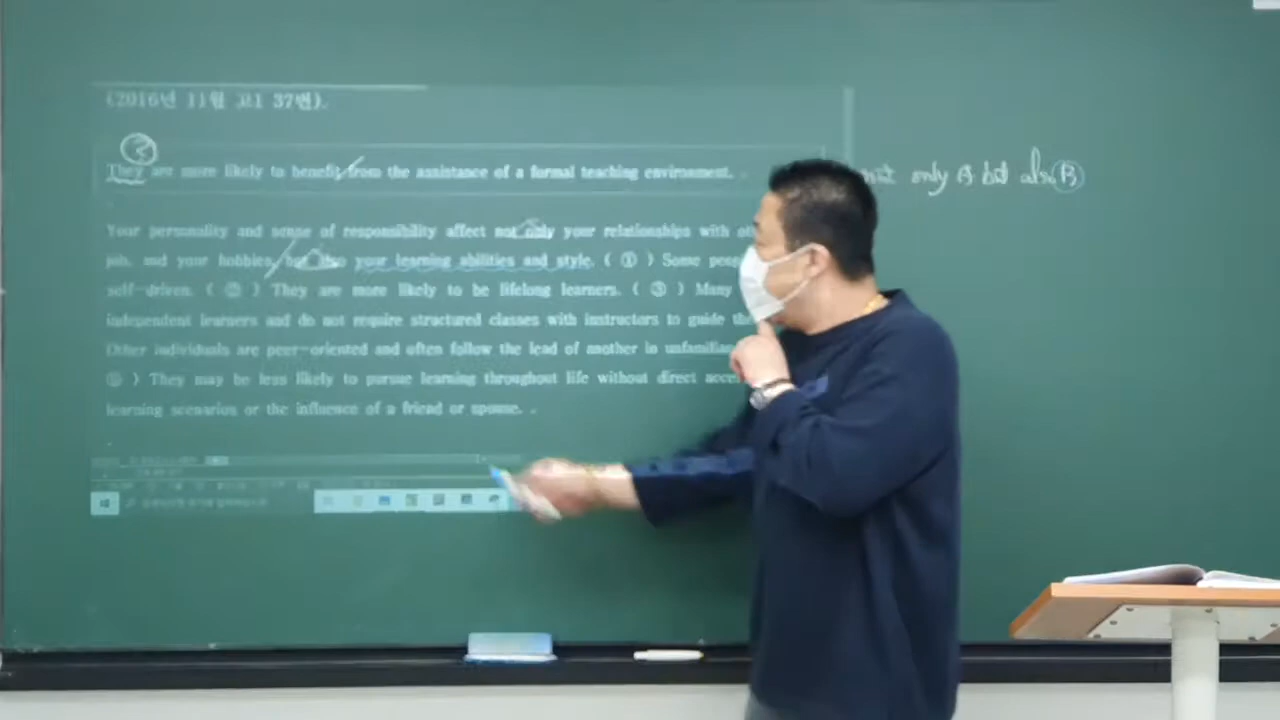 (2016년 11월 고1 37번).
③
They are more likely to benefit from the assistance of a formal teaching environment.
not only A but also B
Your personality and sense of responsibility affect not only your relationships with
job, and your hobbies, but also your learning abilities and style. ( ① ) Some
self-driven. ( ② ) They are more likely to be lifelong learners. ( ③ ) Many
independent learners and do not require structured classes with instructors to guide
Other individuals are peer-oriented and often follow the lead of another in
⑤ ) They may be less likely to pursue learning throughout life without direct
learning scenarios or the influence of a friend or spouse. .